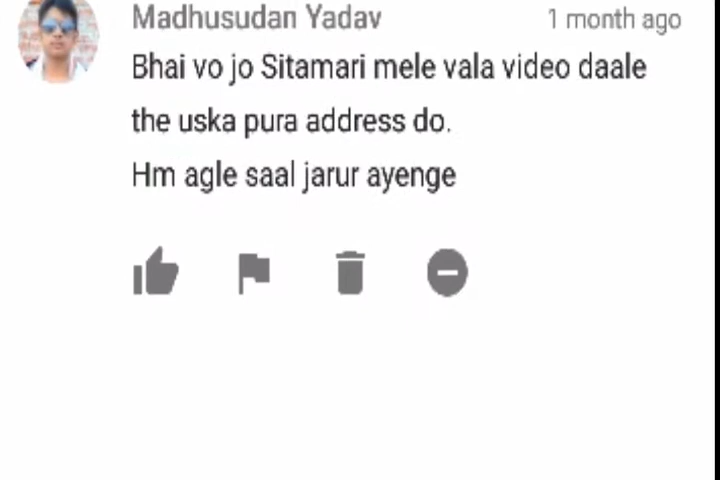 Madhusudan Yadav 1 month ago
Bhai vo jo Sitamari mele vala video daale
the uska pura address do.
Hm agle saal jarur ayenge